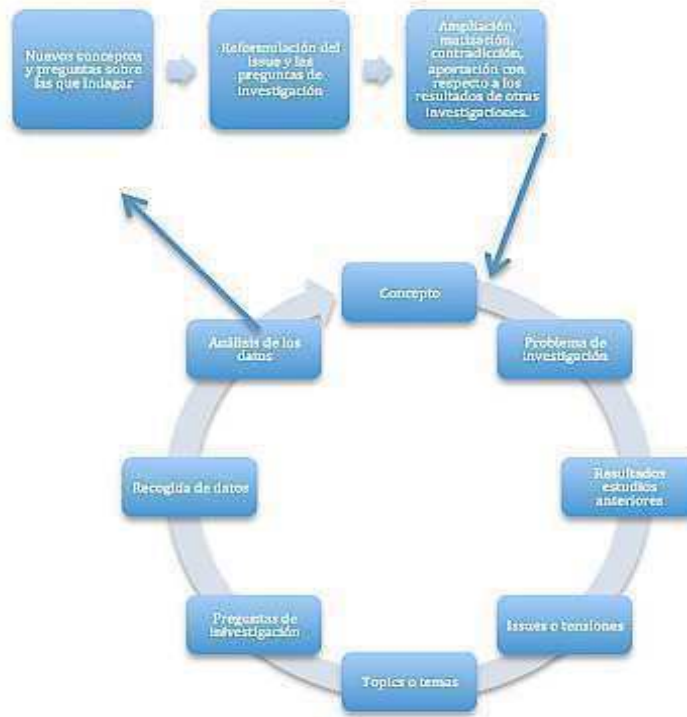 Nuevos conceptos
y preguntas sobre
las que indagar
Reformulación del
issue y las
preguntas de
investigación
Ampliación,
matización,
contradicción,
aportación con
respecto a los
resultados de otras
investigaciones.
Concepto
Problema de
investigación
Resultados
estudios
anteriores
Issues o tensiones
Topics o temas
Preguntas de
investigación
Recogida de datos
Análisis de los
datos